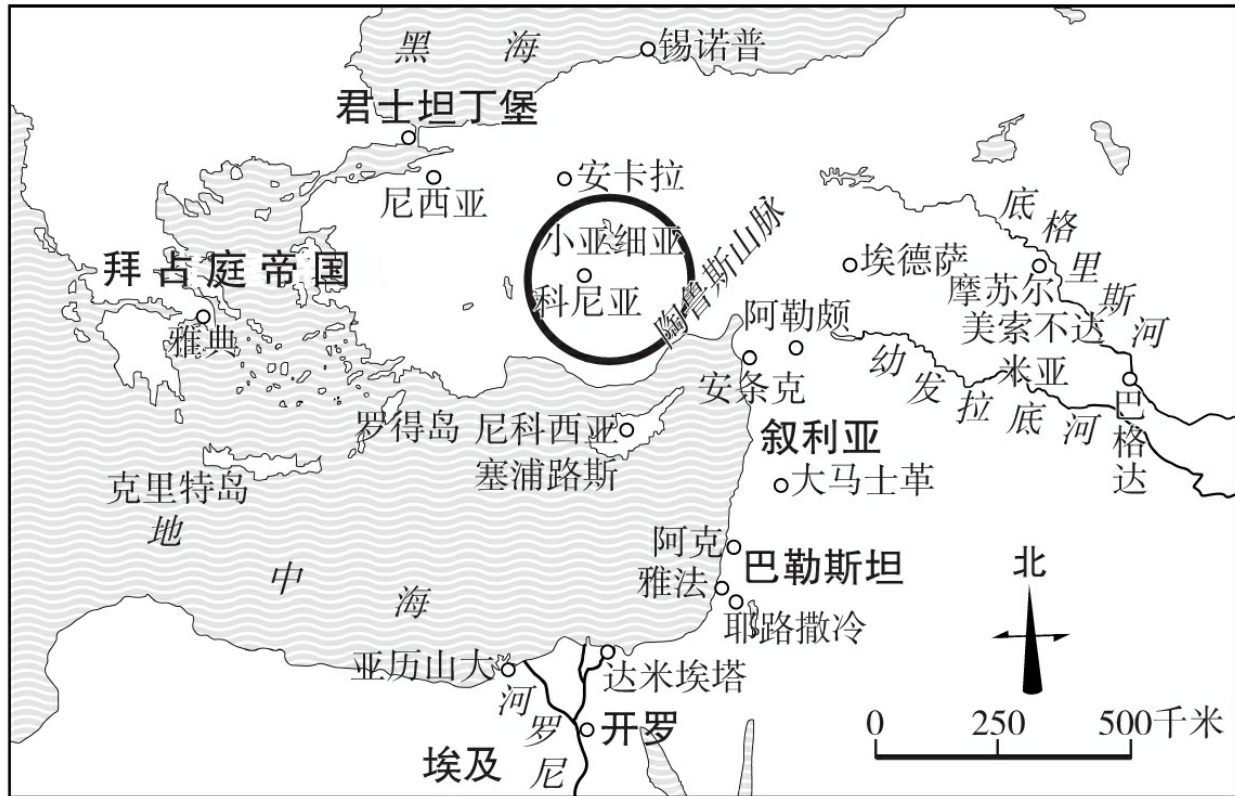 黑海
锡诺普
君士坦丁堡
尼西亚
安卡拉
小亚细亚
科尼亚
陶鲁斯山脉
拜占庭帝国
雅典
埃德萨
底格里斯河
摩苏尔
美索不达
米亚
阿勒颇
安条克
幼发拉底河
巴格达
罗得岛
尼科西亚
塞浦路斯
叙利亚
大马士革
克里特岛
地中海
阿克
巴勒斯坦
雅法
耶路撒冷
北
亚历山大
达米埃塔
河罗尼
开罗
埃及
0 250 500千米